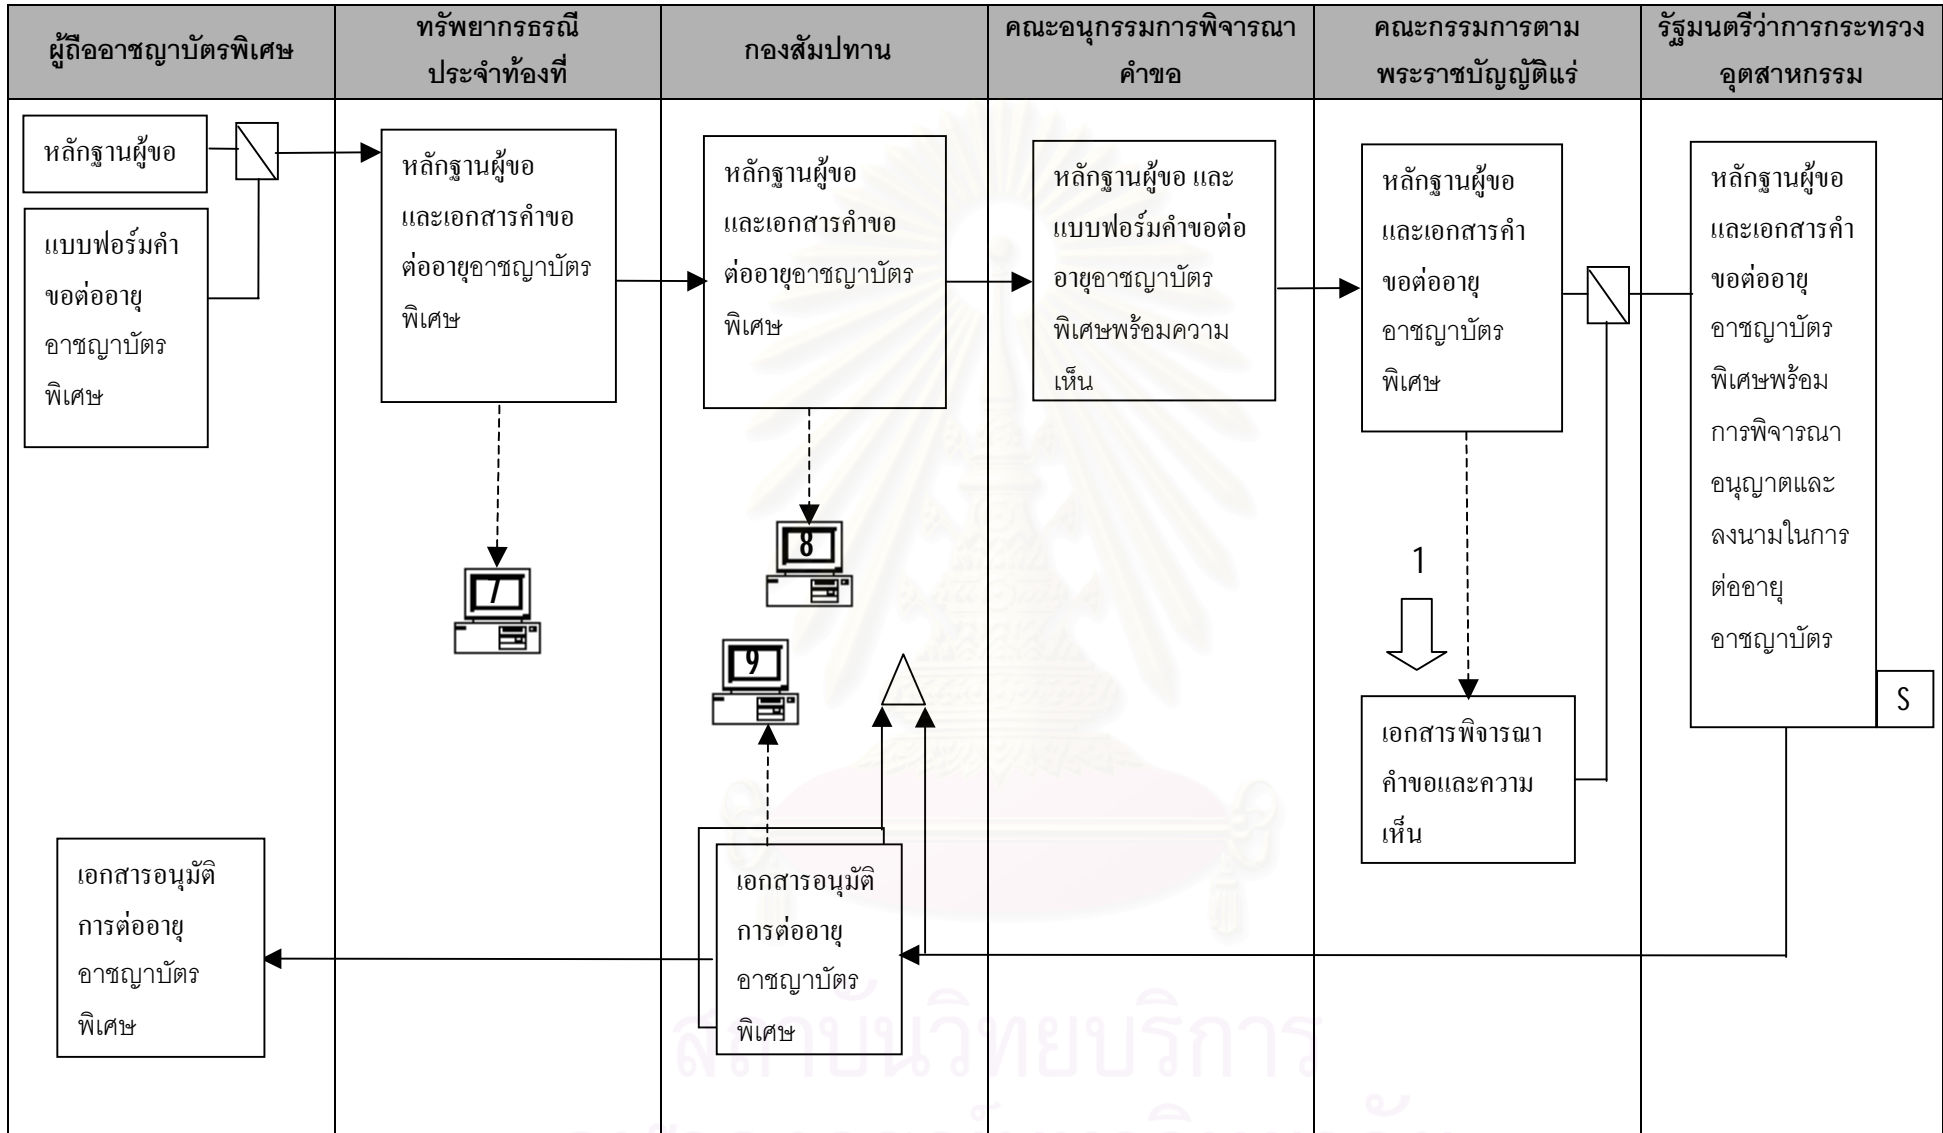 ผู้ถืออาชญาบัตรพิเศษ
ทรัพยากรธรณี
ประจำท้องที่
กองสัมปทาน
คณะอนุกรรมการพิจารณา
คำขอ
คณะกรรมการตาม
พระราชบัญญัติแร่
รัฐมนตรีว่าการกระทรวง
อุตสาหกรรม
หลักฐานผู้ขอ
แบบฟอร์มคำ
ขอต่ออายุ
อาชญาบัตร
พิเศษ
หลักฐานผู้ขอ
และเอกสารคำขอ
ต่ออายุอาชญาบัตร
พิเศษ
7
หลักฐานผู้ขอ
และเอกสารคำขอ
ต่ออายุอาชญาบัตร
พิเศษ
8
9
หลักฐานผู้ขอ และ
แบบฟอร์มคำขอต่อ
อายุอาชญาบัตร
พิเศษพร้อมความ
เห็น
หลักฐานผู้ขอ
และเอกสารคำ
ขอต่ออายุ
อาชญาบัตร
พิเศษ
1
เอกสารพิจารณา
คำขอและความ
เห็น
หลักฐานผู้ขอ
และเอกสารคำ
ขอต่ออายุ
อาชญาบัตร
พิเศษพร้อม
การพิจารณา
อนุญาตและ
ลงนามในการ
ต่ออายุ
อาชญาบัตร
S
เอกสารอนุมัติ
การต่ออายุ
อาชญาบัตร
พิเศษ
เอกสารอนุมัติ
การต่ออายุ
อาชญาบัตร
พิเศษ
สถาบันวิทยบริการ